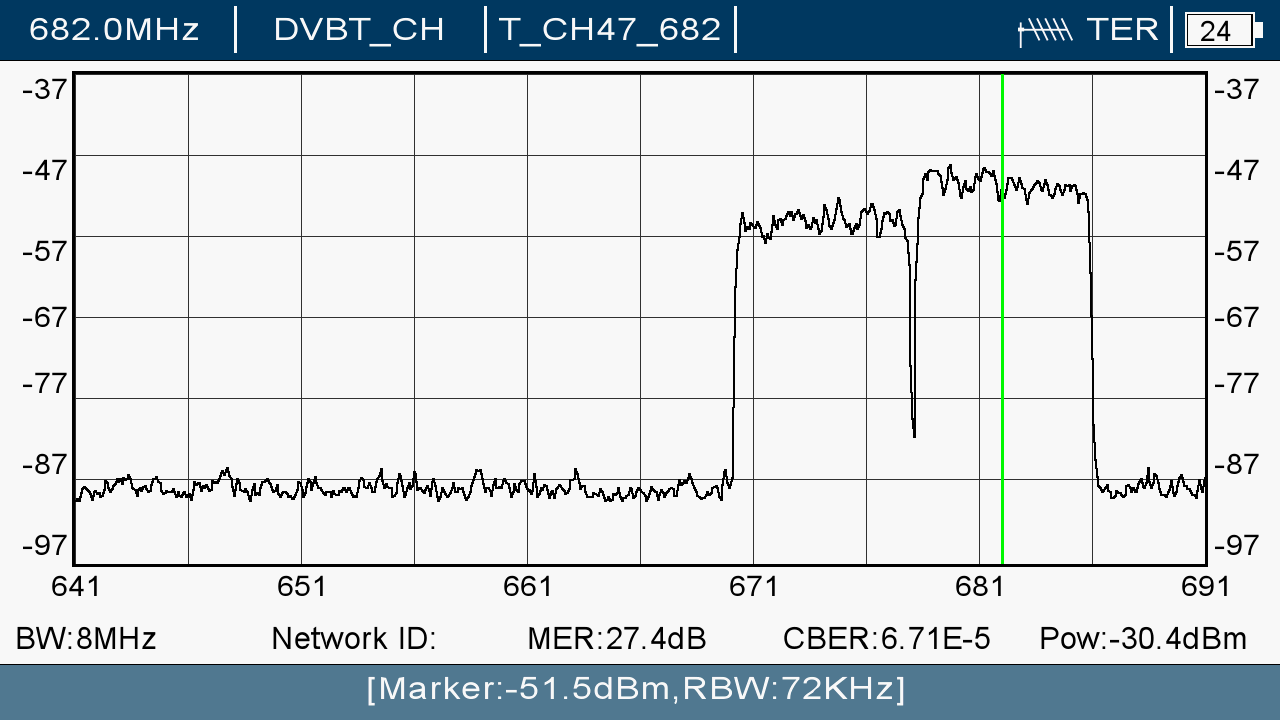 682.0MHz DVBT_CH T_CH47_682 TER 24
-37 -37
-47 -47
-57 -57
-67 -67
-77 -77
-87 -87
-97 -97
641 651 661 671 681 691
BW:8MHz Network ID: MER:27.4dB CBER:6.71E-5 Pow:-30.4dBm
[Marker:-51.5dBm,RBW:72KHz]